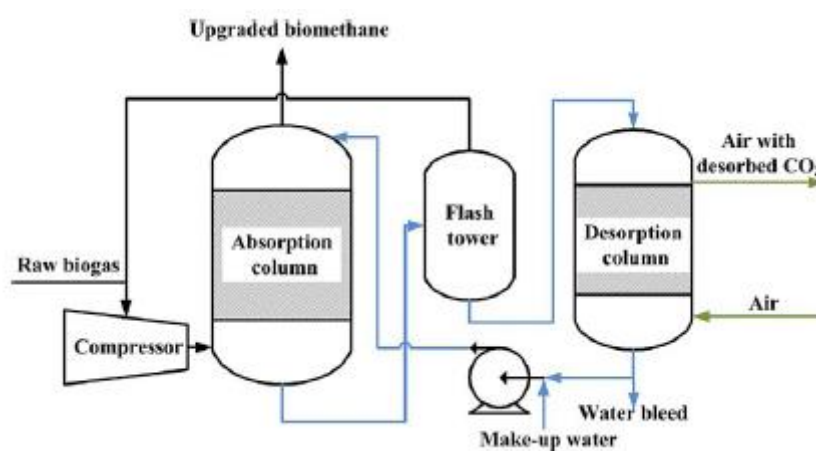 Upgraded biomethane
Air with
desorbed CO₂
Flash
tower
Absorption
column
Desorption
column
Raw biogas
Air
Compressor
Water bleed
Make-up water